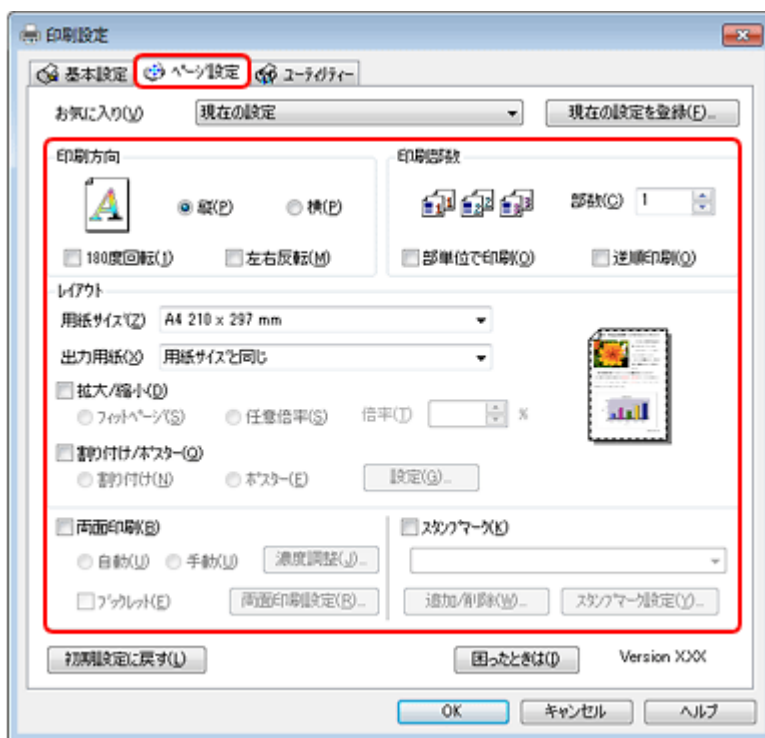 印刷設定
基本設定 ページ設定 ユーティリティー
お気に入り(V) 現在の設定 現在の設定を登録(F)...
印刷方向 印刷部数
縦(P) 横(P) 部数(C) 1
180度回転(J) 左右反転(M) 部単位で印刷(O) 逆順印刷(O)
レイアウト
用紙サイズ(Z) A4 210 x 297 mm
出力用紙(X) 用紙サイズと同じ
拡大/縮小(D)
フィットページ(S) 任意倍率(S) 倍率(T) %
割り付け/ポスター(Q)
割り付け(N) ポスター(E) 設定(G)...
両面印刷(B) スタンプマーク(K)
自動(U) 手動(U) 濃度調整(J)...
ブックレット(E) 両面印刷設定(R)... 追加/削除(W)... スタンプマーク設定(Y)...
初期設定に戻す(L) 困ったときは(I) Version XXX
OK キャンセル ヘルプ